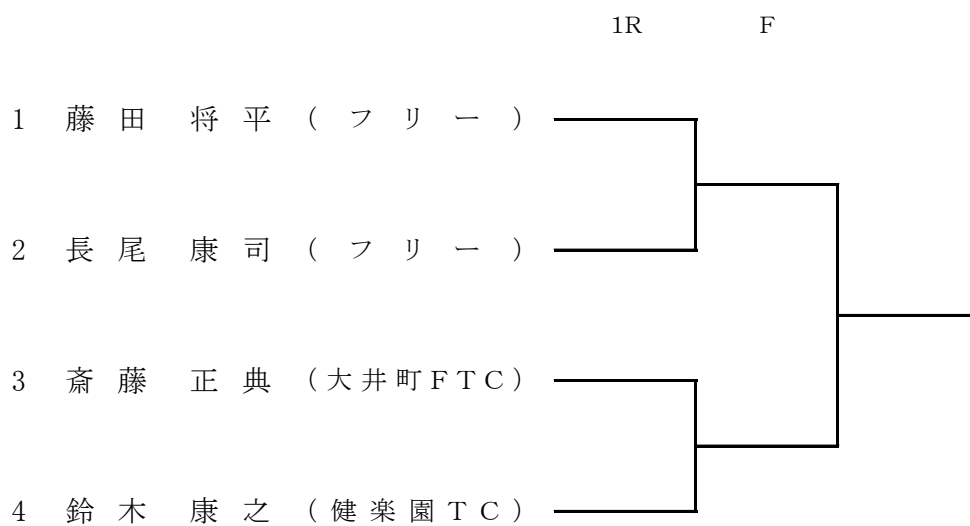 1R F
1 藤田 将平 (フリー)
2 長尾 康司 (フリー)
3 斎藤 正典 (大井町FTC)
4 鈴木 康之 (健楽園TC)